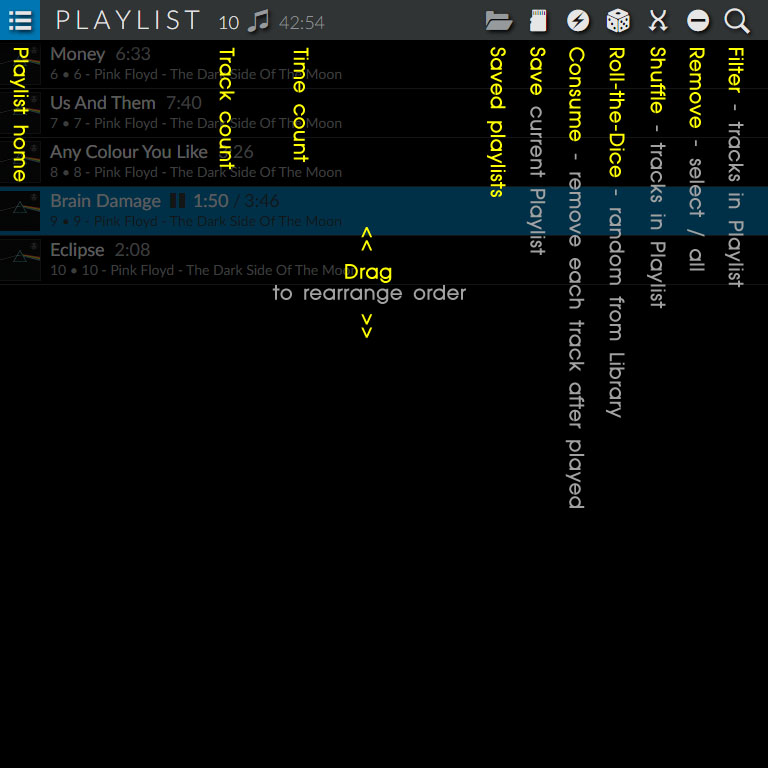 PLAYLIST 10 42:54
Money 6:33
6 • 6 - Pink Floyd - The Dark Side Of The Moon
Us And Them 7:40
7 • 7 - Pink Floyd - The Dark Side Of The Moon
Any Colour You Like :26
8 • 8 - Pink Floyd - The Dark Side Of The Moon
Brain Damage 1:50 / 3:46
9 • 9 - Pink Floyd - The Dark Side Of The Moon
Eclipse 2:08
10 • 10 - Pink Floyd - The Dark Side Of The Moon
Playlist home
Track count
Time count
Drag
to rearrange order
Saved playlists
Save current Playlist
Consume - remove each track after played
Roll-the-Dice - random from Library
Shuffle - tracks in Playlist
Remove - select / all
Filter - tracks in Playlist